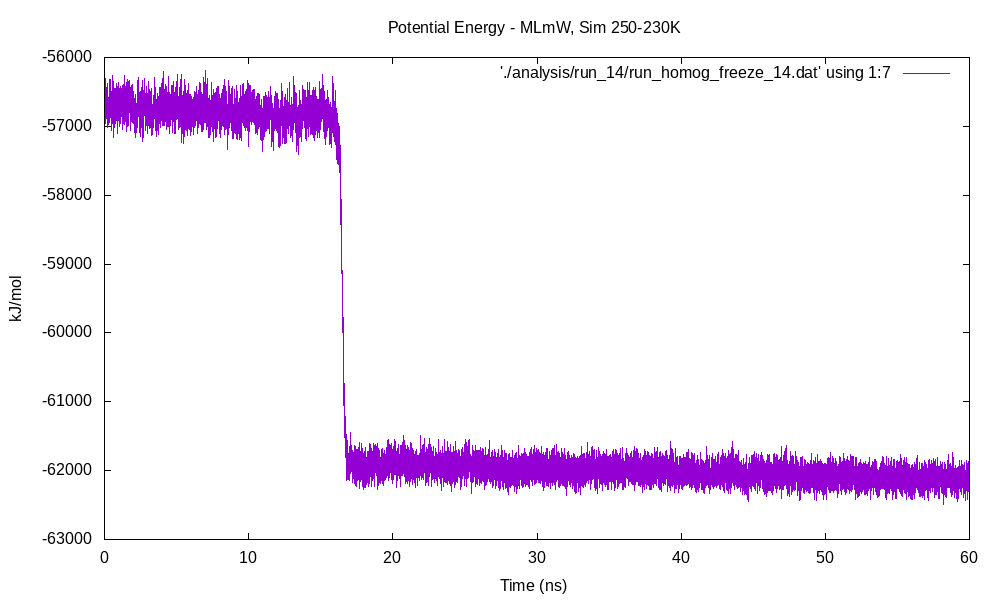 Potential Energy - MLmW, Sim 250-230K
'./analysis/run_14/run_homog_freeze_14.dat' using 1:7
-56000
-57000
-58000
-59000
-60000
-61000
-62000
-63000
kJ/mol
0 10 20 30 40 50 60
Time (ns)